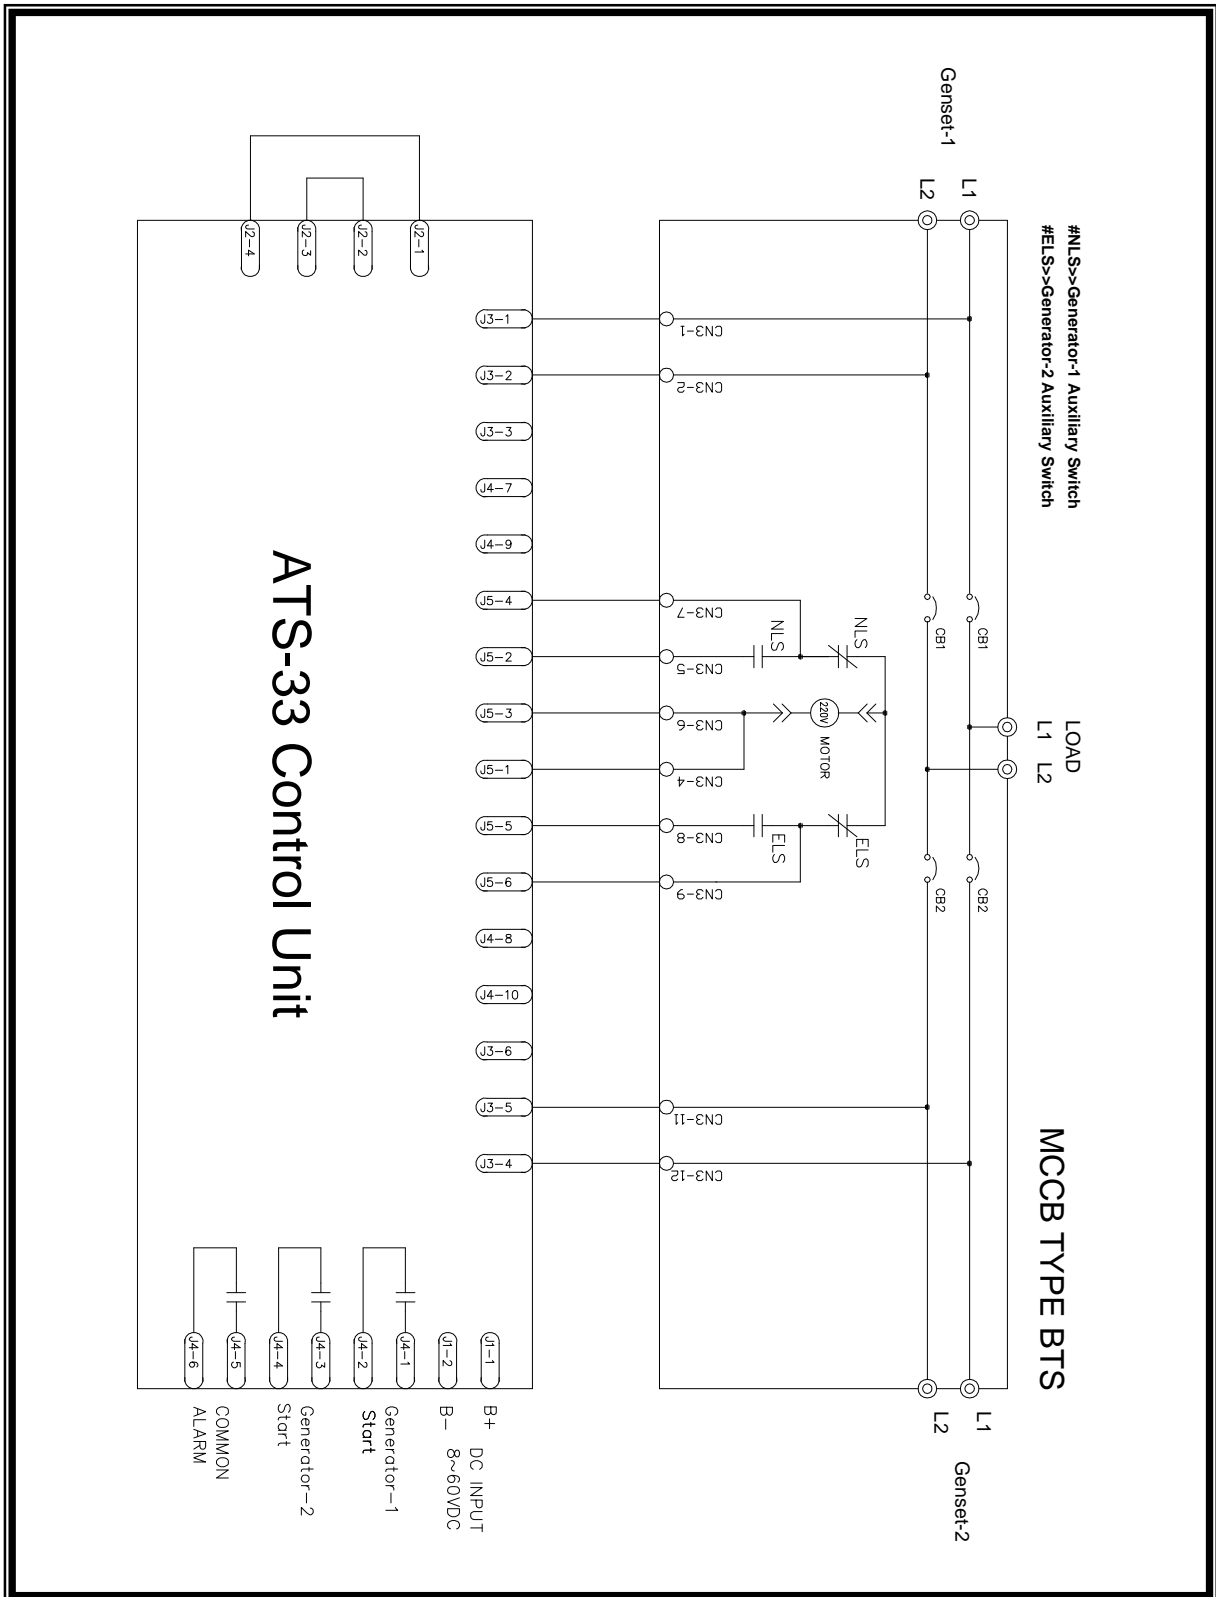 MCCB TYPE BTS
#NLS>>Generator-1 Auxiliary Switch
#ELS>>Generator-2 Auxiliary Switch
LOAD
L1 L2
Genset-1
L1
L2
CB1
CB1
CB2
CB2
L1
L2
Genset-2
NLS
NLS
220V
MOTOR
ELS
ELS
CN3-1
CN3-2
CN3-7
CN3-5
CN3-6
CN3-4
CN3-8
CN3-9
CN3-11
CN3-12
J3-1
J3-2
J3-3
J4-7
J4-9
J5-4
J5-2
J5-3
J5-1
J5-5
J5-6
J4-8
J4-10
J3-6
J3-5
J3-4
J2-1
J2-2
J2-3
J2-4
ATS-33 Control Unit
J1-1
B+ DC INPUT
J1-2
B- 8~60VDC
J4-1
J4-2
Generator-1
Start
J4-3
J4-4
Generator-2
Start
J4-5
J4-6
COMMON
ALARM